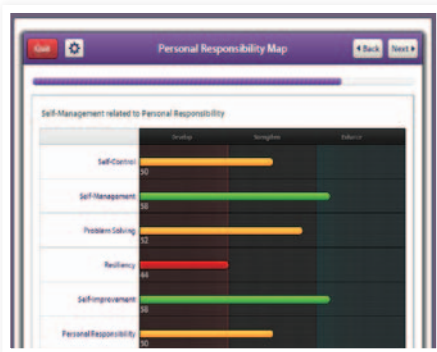 Quit
Personal Responsibility Map
Back
Next
Self-Management related to Personal Responsibility
Develop Strengthen Enhance
Self-Control
50
Self-Management
58
Problem Solving
52
Resiliency
44
Self-Improvement
58
Personal Responsibility
50